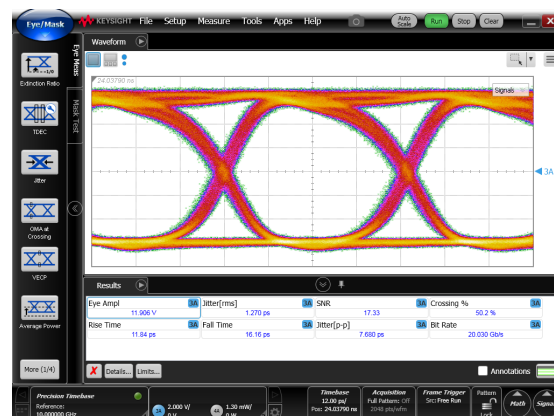 Eye/Mask
KEYSIGHT File Setup Measure Tools Apps Help
Auto Scale Run Stop Clear
Waveform
Eye Meas
Mask Test
24.03790 ns
Signals
3A
Extinction Ratio
TDEC
Jitter
OMA at Crossing
VECP
Average Power
More (1/4)
Results
Eye Ampl 3A Jitter[rms] 3A SNR 3A Crossing % 3A
11.906 V 1.270 ps 17.33 50.2 %
Rise Time 3A Fall Time 3A Jitter[p-p] 3A Bit Rate 3A
11.84 ps 16.16 ps 7.680 ps 20.030 Gb/s
Details... Limits...
Annotations
Precision Timebase
Reference:
10.000000 GHz
3A 2.000 V/
0 V
4A 1.30 mW/
0 W
Timebase
12.00 ps/
Pos: 24.03790 ns
Acquisition
Full Pattern: Off
2048 pts/wfm
Frame Trigger
Src: Free Run
Pattern
Lock
Math